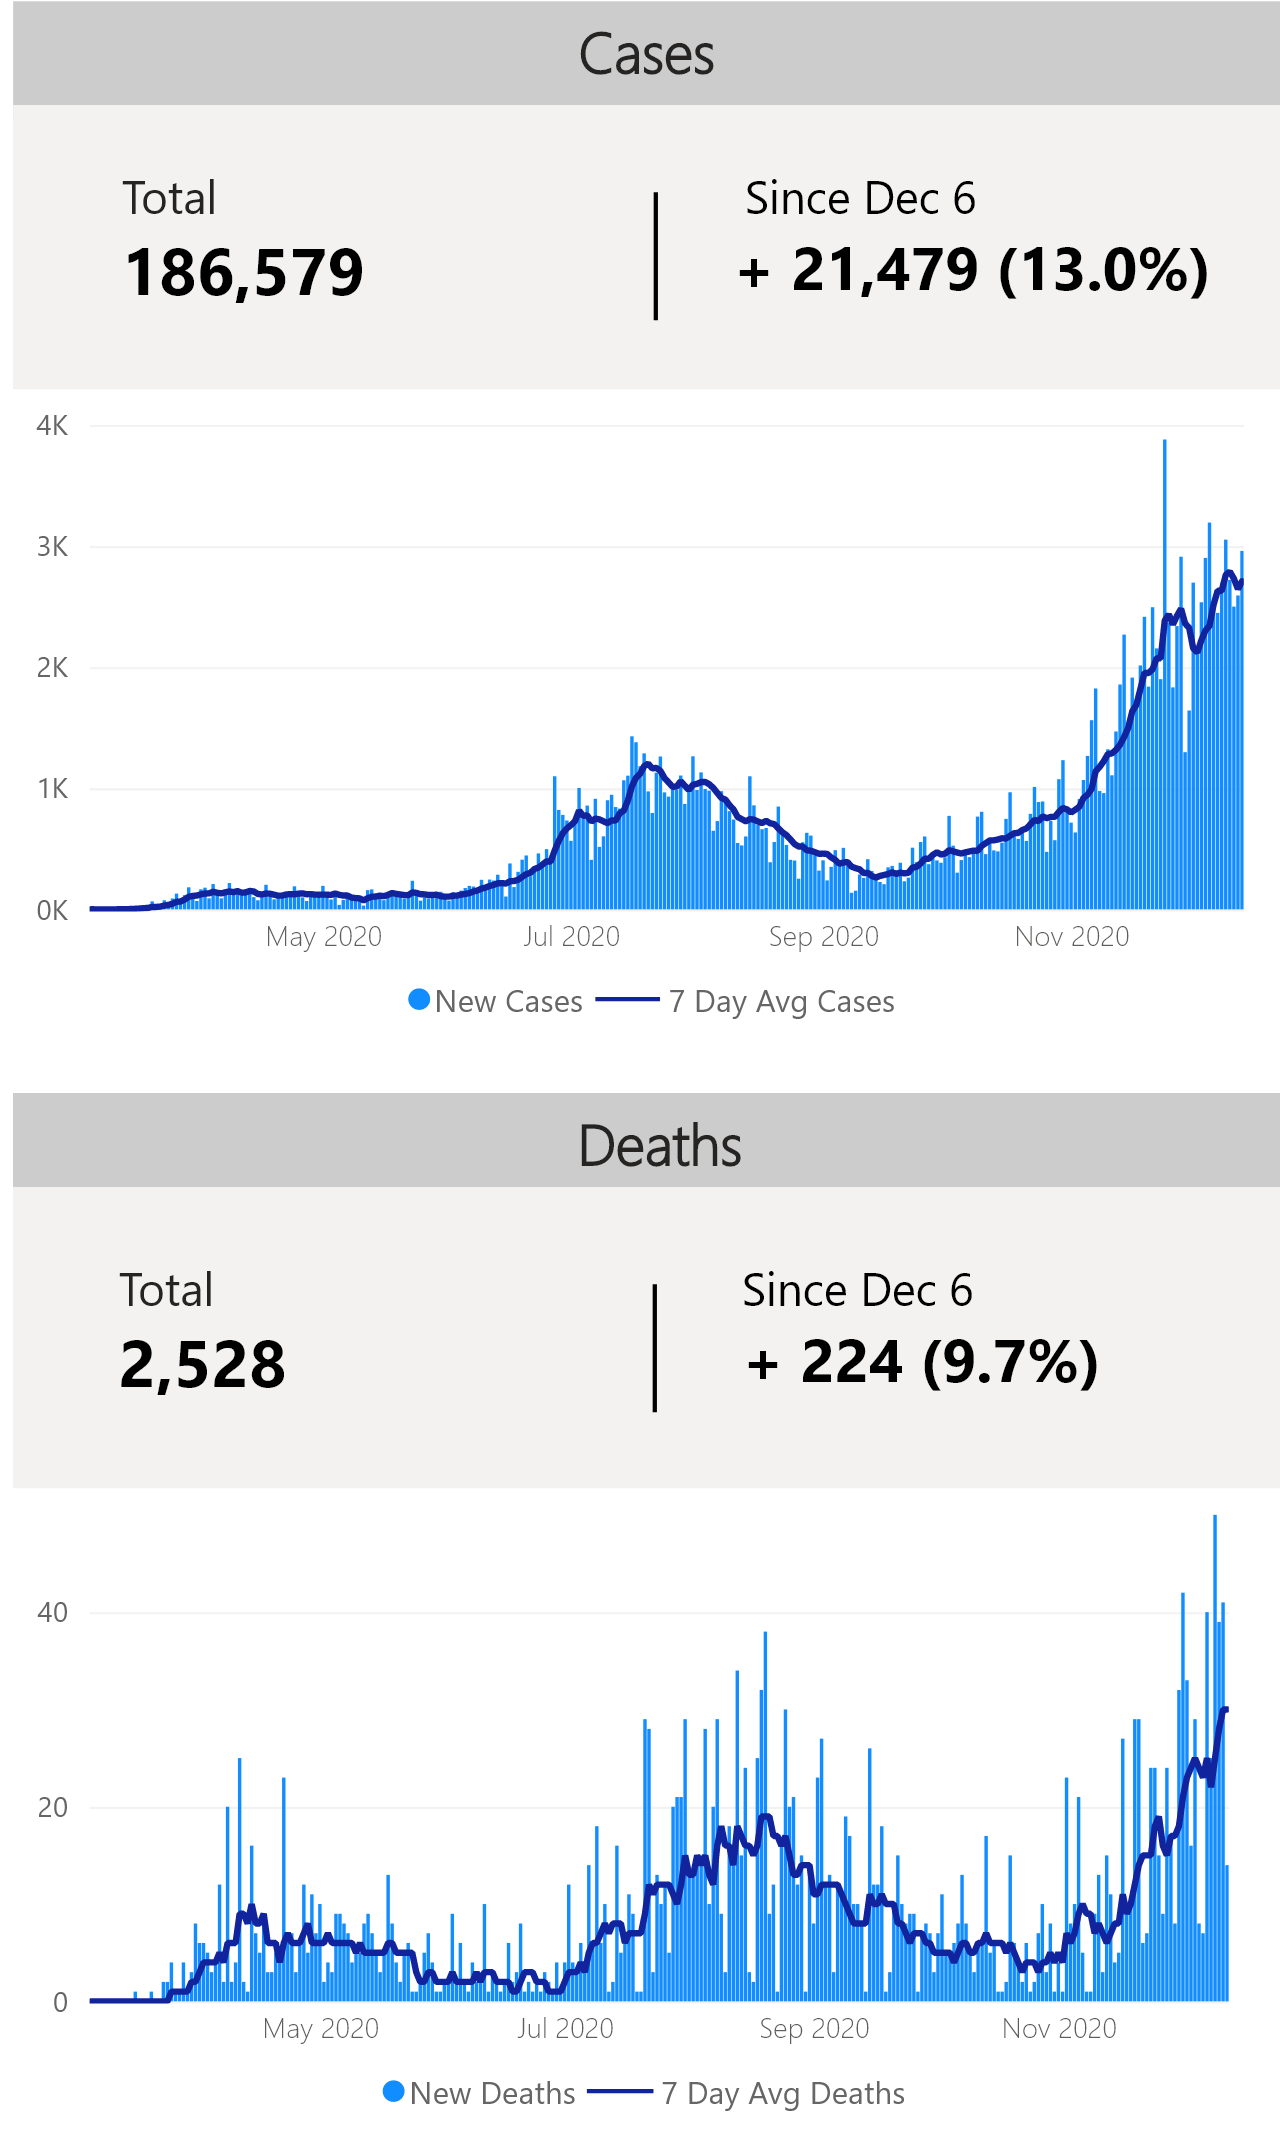 Cases
Total
Since Dec 6
186,579
+ 21,479 (13.0%)
4K
3K
2K
1K
0K
May 2020
Jul 2020
Sep 2020
Nov 2020
New Cases
7 Day Avg Cases
Deaths
Total
Since Dec 6
2,528
+ 224 (9.7%)
40
20
0
May 2020
Jul 2020
Sep 2020
Nov 2020
New Deaths
7 Day Avg Deaths